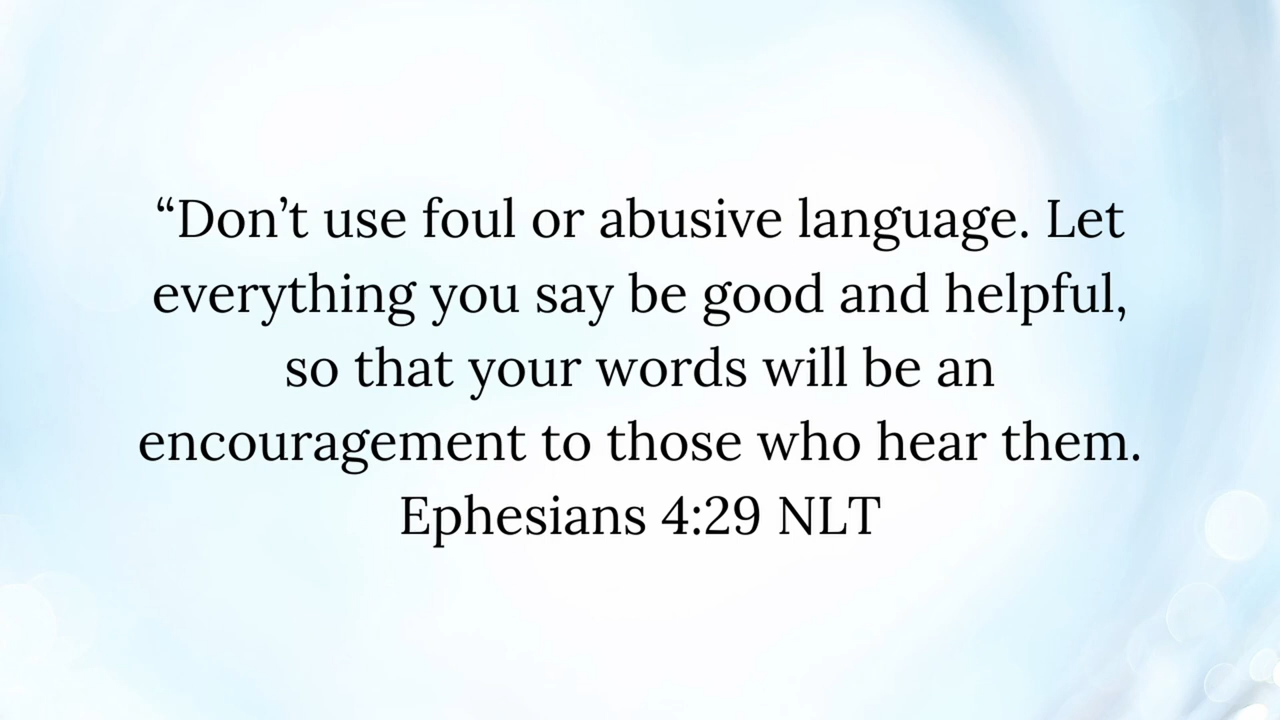 “Don’t use foul or abusive language. Let
everything you say be good and helpful,
so that your words will be an
encouragement to those who hear them.
Ephesians 4:29 NLT